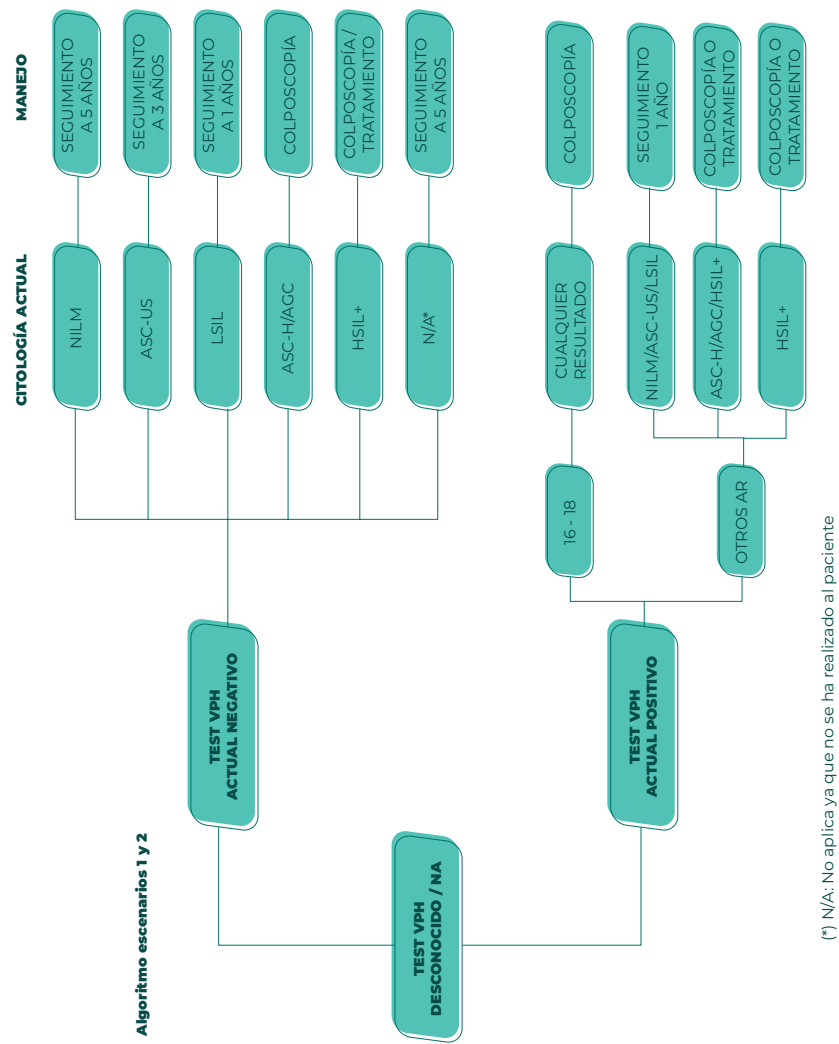 Algoritmo escenarios 1 y 2
CITOLOGÍA ACTUAL
MANEJO
TEST VPH
DESCONOCIDO / NA
TEST VPH
ACTUAL NEGATIVO
NILM
SEGUIMIENTO
A 5 AÑOS
ASC-US
SEGUIMIENTO
A 3 AÑOS
LSIL
SEGUIMIENTO
A 1 AÑOS
ASC-H/AGC
COLPOSCOPÍA
HSIL+
COLPOSCOPÍA /
TRATAMIENTO
N/A*
SEGUIMIENTO
A 5 AÑOS
TEST VPH
ACTUAL POSITIVO
16 - 18
CUALQUIER
RESULTADO
COLPOSCOPÍA
OTROS AR
NILM/ASC-US/LSIL
SEGUIMIENTO
1 AÑO
ASC-H/AGC/HSIL+
COLPOSCOPÍA O
TRATAMIENTO
HSIL+
COLPOSCOPÍA O
TRATAMIENTO
(*) N/A: No aplica ya que no se ha realizado al paciente